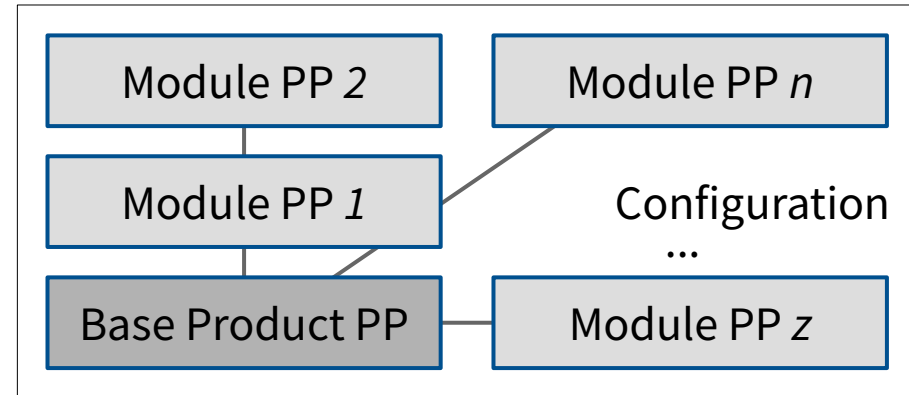 Module PP 2
Module PP n
Module PP 1
Configuration
...
Base Product PP
Module PP z